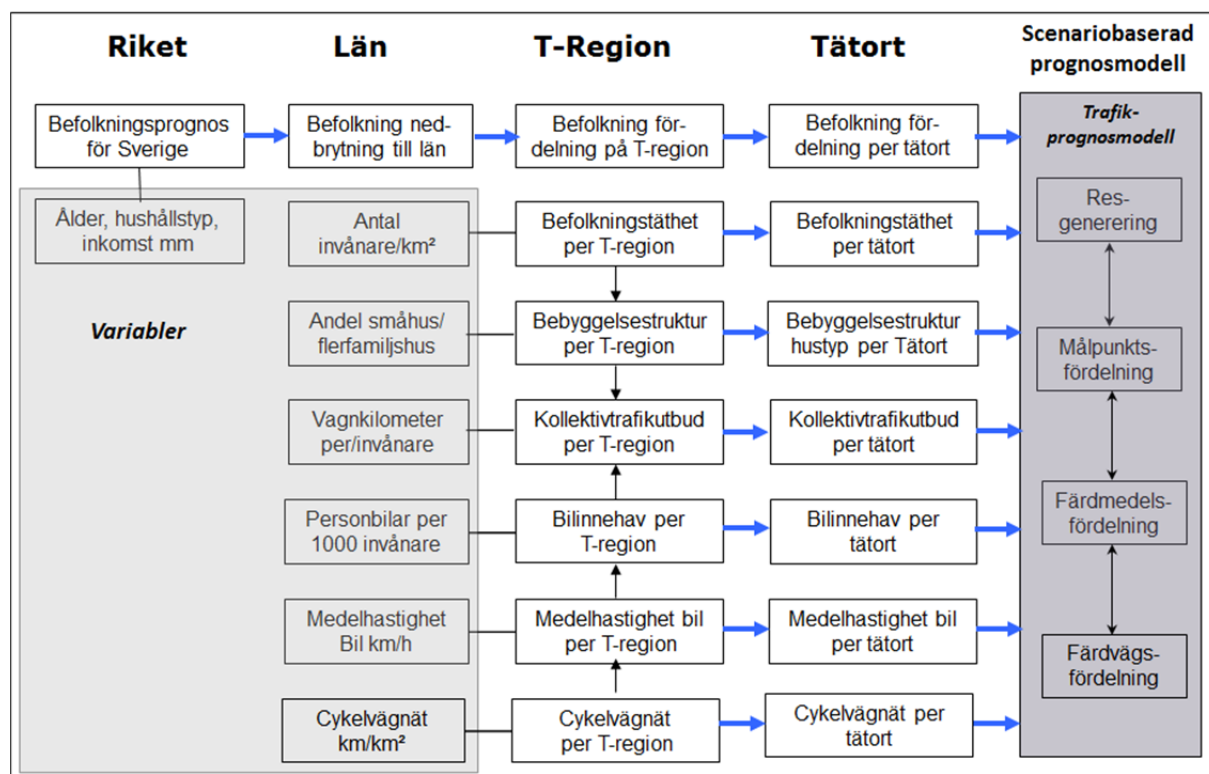 Riket
Län
T-Region
Tätort
Scenariobaserad
prognosmodell
Befolkningsprognos
för Sverige
Befolkning ned-
brytning till län
Befolkning för-
delning på T-region
Befolkning för-
delning per tätort
Trafik-
prognosmodell
Ålder, hushållstyp,
inkomst mm
Antal
invånare/km²
Befolkningstäthet
per T-region
Befolkningstäthet
per tätort
Res-
generering
Variabler
Andel småhus/
flerfamiljshus
Bebyggelsestruktur
per T-region
Bebyggelsestruktur
hustyp per Tätort
Målpunkts-
fördelning
Vagnkilometer
per/invånare
Kollektivtrafikutbud
per T-region
Kollektivtrafikutbud
per tätort
Personbilar per
1000 invånare
Bilinnehav per
T-region
Bilinnehav per
tätort
Färdmedels-
fördelning
Medelhastighet
Bil km/h
Medelhastighet bil
per T-region
Medelhastighet bil
per tätort
Färdvägs-
fördelning
Cykelvägnät
km/km²
Cykelvägnät
per T-region
Cykelvägnät per
tätort